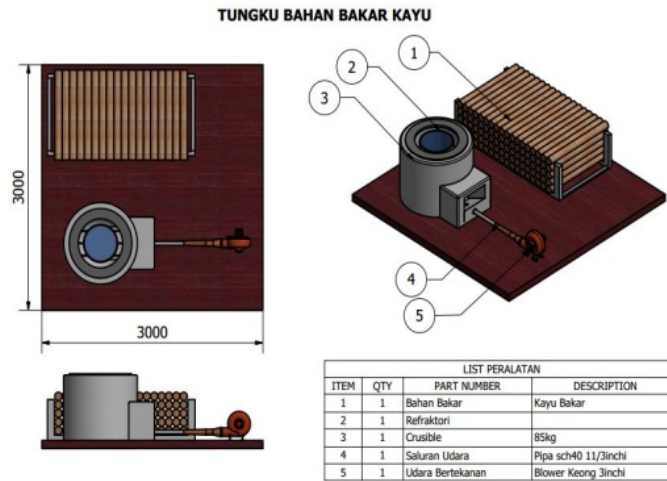 TUNGKU BAHAN BAKAR KAYU
1
2
3
3000
3000
4
5
LIST PERALATAN
ITEM QTY PART NUMBER DESCRIPTION
1 1 Bahan Bakar Kayu Bakar
2 1 Refraktori
3 1 Crusible 85kg
4 1 Saluran Udara Pipa sch40 11/3inchi
5 1 Udara Bertekanan Blower Keong 3inchi